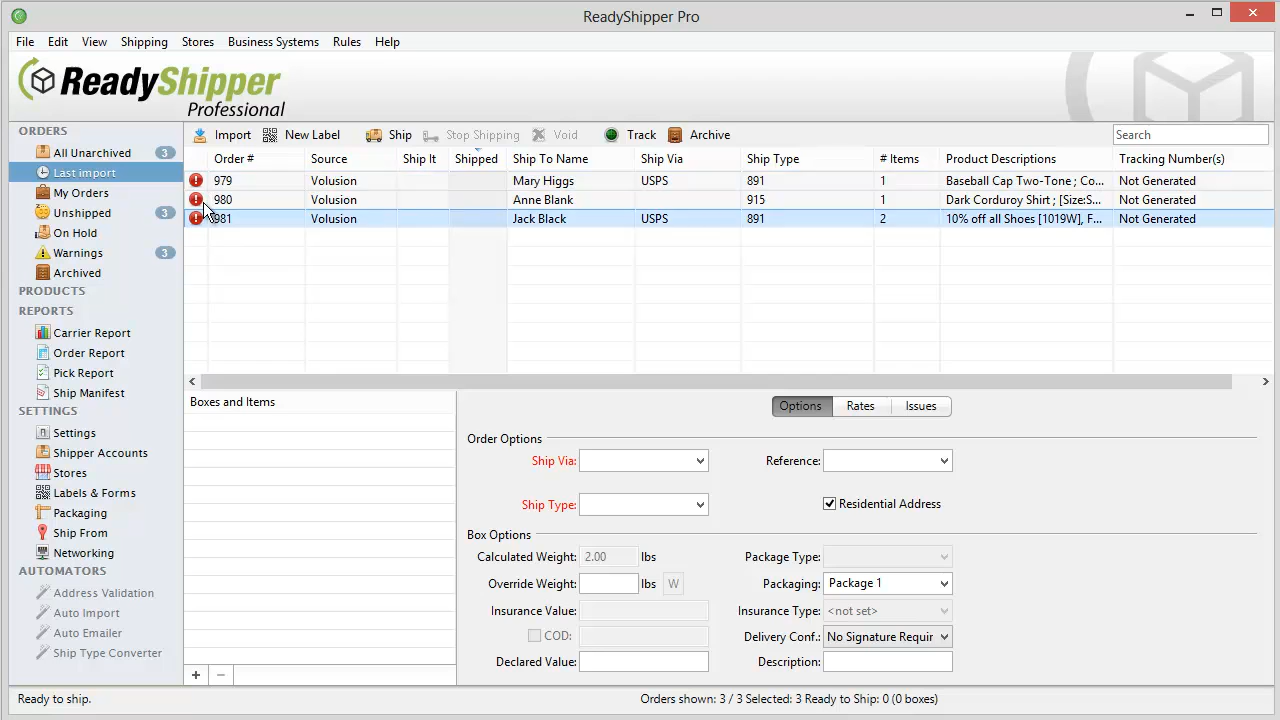 ReadyShipper Pro
File Edit View Shipping Stores Business Systems Rules Help
ReadyShipper
Professional
ORDERS
All Unarchived 3
Last import
My Orders
Unshipped 3
On Hold
Warnings 3
Archived
PRODUCTS
REPORTS
Carrier Report
Order Report
Pick Report
Ship Manifest
SETTINGS
Settings
Shipper Accounts
Stores
Labels & Forms
Packaging
Ship From
Networking
AUTOMATORS
Address Validation
Auto Import
Auto Emailer
Ship Type Converter
Import New Label Ship Stop Shipping Void Track Archive Search
Order # Source Ship It Shipped Ship To Name Ship Via Ship Type # Items Product Descriptions Tracking Number(s)
979 Volusion Mary Higgs USPS 891 1 Baseball Cap Two-Tone ; Co... Not Generated
980 Volusion Anne Blank 915 1 Dark Corduroy Shirt ; [Size:S... Not Generated
981 Volusion Jack Black USPS 891 2 10% off all Shoes [1019W], F... Not Generated
Boxes and Items
Options Rates Issues
Order Options
Ship Via: Reference:
Ship Type: Residential Address
Box Options
Calculated Weight: 2.00 lbs Package Type:
Override Weight: lbs W Packaging: Package 1
Insurance Value: Insurance Type: <not set>
COD: Delivery Conf.: No Signature Requir
Declared Value: Description:
+ −
Ready to ship. Orders shown: 3 / 3 Selected: 3 Ready to Ship: 0 (0 boxes)